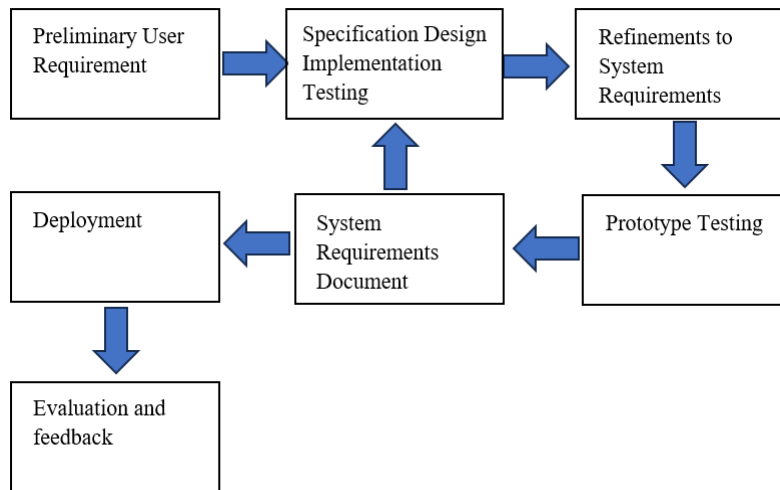 Preliminary User
Requirement
Specification Design
Implementation
Testing
Refinements to
System
Requirements
Deployment
System
Requirements
Document
Prototype Testing
Evaluation and
feedback